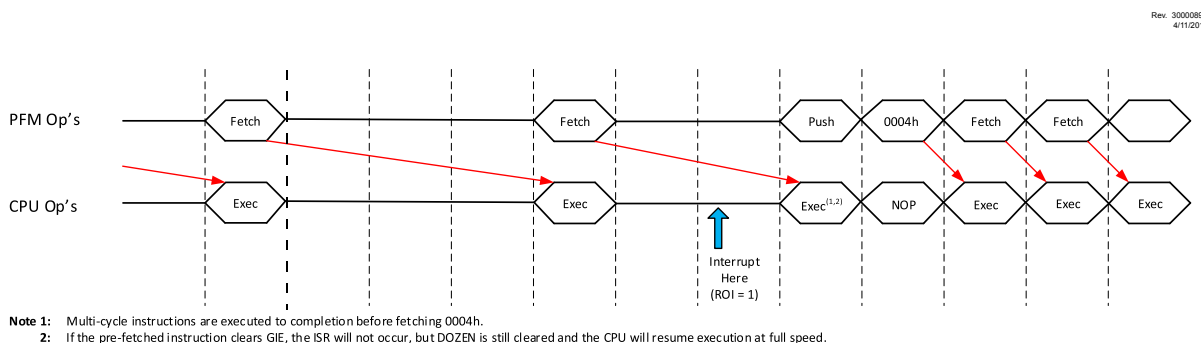 Rev. 3000089
4/11/201
PFM Op's
Fetch
Fetch
Push
0004h
Fetch
Fetch
CPU Op's
Exec
Exec
Exec(1,2)
NOP
Exec
Exec
Exec
Interrupt
Here
(ROI = 1)
Note 1: Multi-cycle instructions are executed to completion before fetching 0004h.
2: If the pre-fetched instruction clears GIE, the ISR will not occur, but DOZEN is still cleared and the CPU will resume execution at full speed.